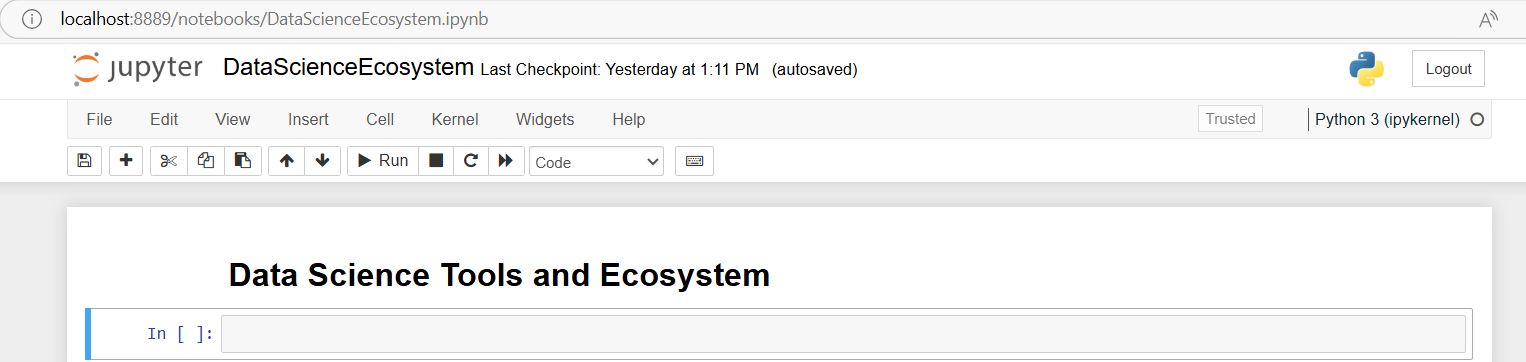 localhost:8889/notebooks/DataScienceEcosystem.ipynb
jupyter DataScienceEcosystem Last Checkpoint: Yesterday at 1:11 PM (autosaved) Logout
File Edit View Insert Cell Kernel Widgets Help Trusted Python 3 (ipykernel)
Run Code
Data Science Tools and Ecosystem
In [ ]: